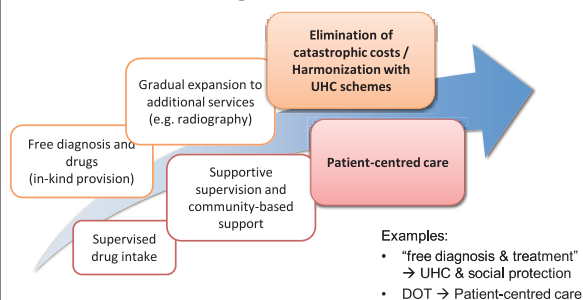 Elimination of
catastrophic costs /
Harmonization with
UHC schemes
Gradual expansion to
additional services
(e.g. radiography)
Free diagnosis and
drugs
(in-kind provision)
Patient-centred care
Supportive
supervision and
community-based
support
Supervised
drug intake
Examples:
• “free diagnosis & treatment”
→ UHC & social protection
• DOT → Patient-centred care